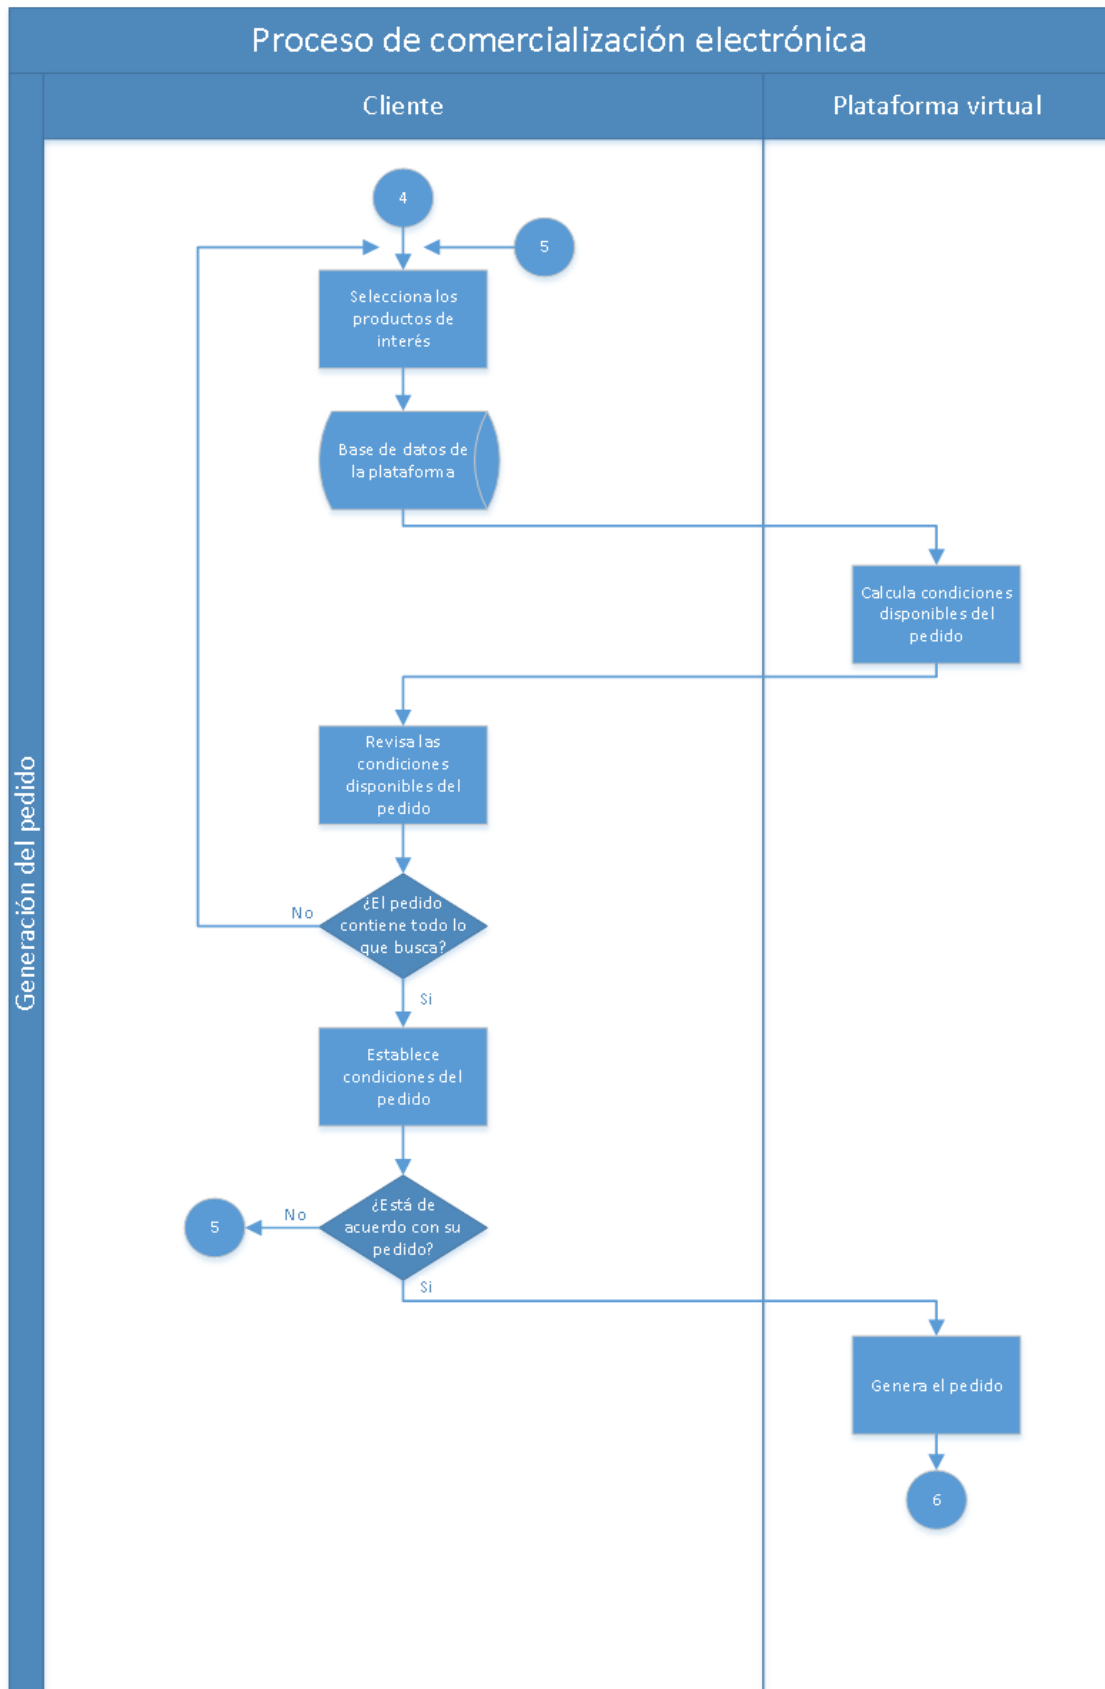 Proceso de comercialización electrónica
Cliente
Plataforma virtual
Generación del pedido
4
5
Selecciona los
productos de
interés
Base de datos de
la plataforma
Calcula condiciones
disponibles del
pedido
Revisa las
condiciones
disponibles del
pedido
¿El pedido
contiene todo lo
que busca?
No
Si
Establece
condiciones del
pedido
¿Está de
acuerdo con su
pedido?
No
5
Si
Genera el pedido
6